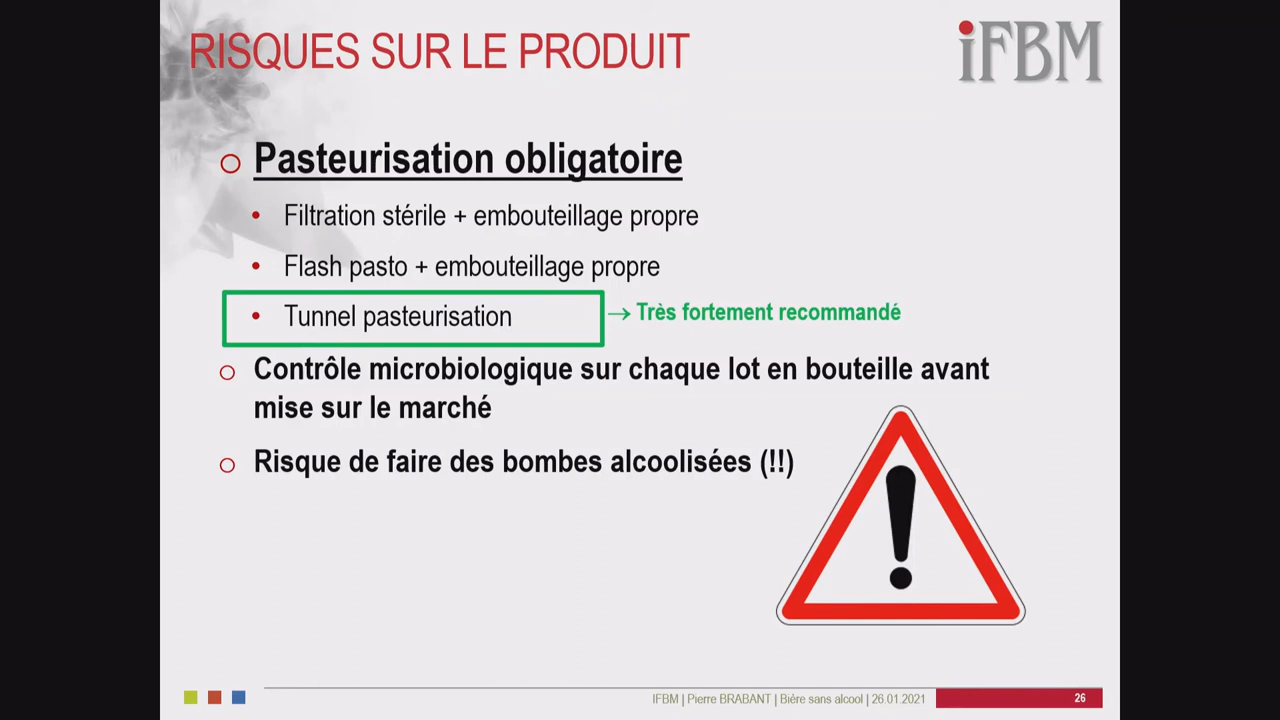 RISQUES SUR LE PRODUIT
iFBM
o Pasteurisation obligatoire
• Filtration stérile + embouteillage propre
• Flash pasto + embouteillage propre
• Tunnel pasteurisation → Très fortement recommandé
o Contrôle microbiologique sur chaque lot en bouteille avant
mise sur le marché
o Risque de faire des bombes alcoolisées (!!)
IFBM | Pierre BRABANT | Bière sans alcool | 26.01.2021 26